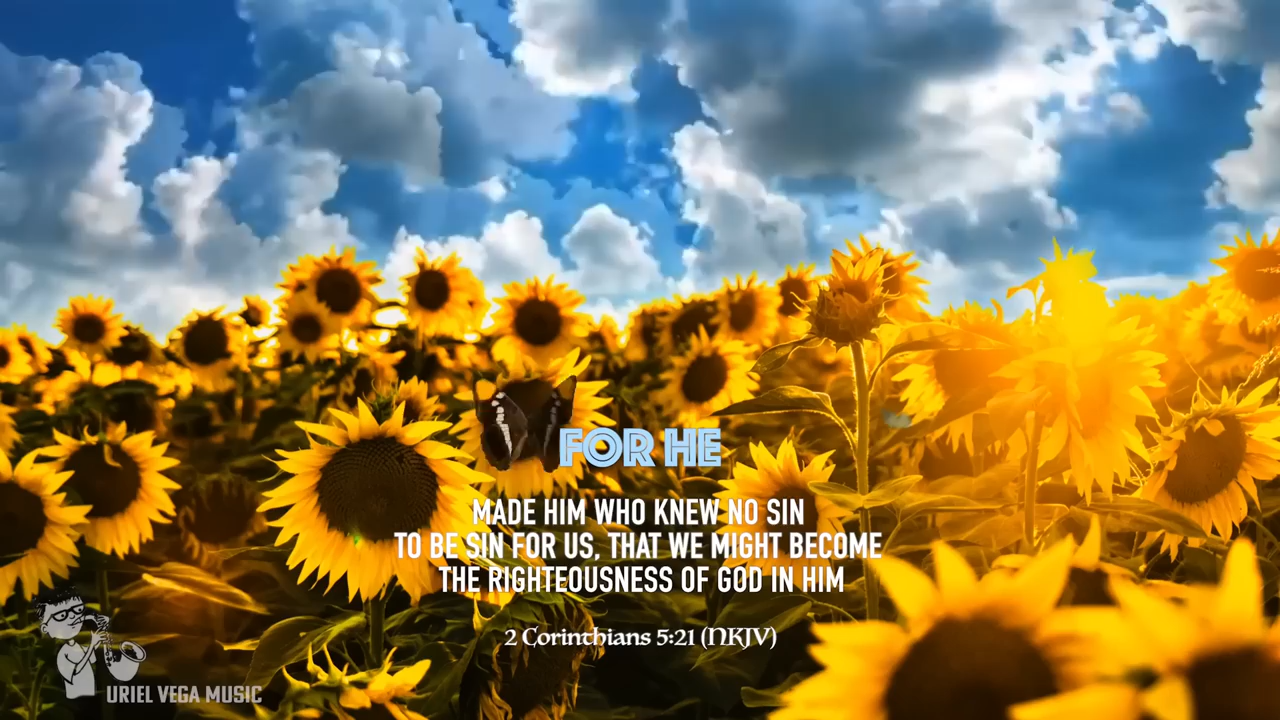 FOR HE
MADE HIM WHO KNEW NO SIN
TO BE SIN FOR US, THAT WE MIGHT BECOME
THE RIGHTEOUSNESS OF GOD IN HIM
2 Corinthians 5:21 (NKJV)
URIEL VEGA MUSIC